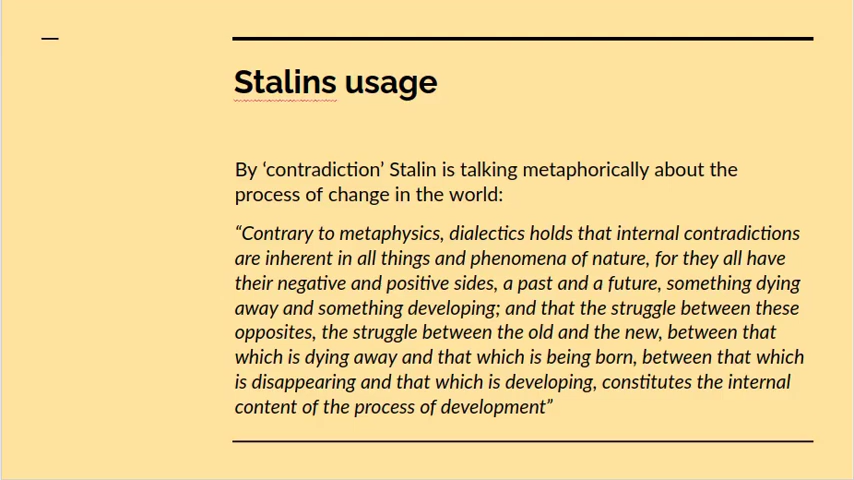 Stalins usage
By ‘contradiction’ Stalin is talking metaphorically about the
process of change in the world:
“Contrary to metaphysics, dialectics holds that internal contradictions
are inherent in all things and phenomena of nature, for they all have
their negative and positive sides, a past and a future, something dying
away and something developing; and that the struggle between these
opposites, the struggle between the old and the new, between that
which is dying away and that which is being born, between that which
is disappearing and that which is developing, constitutes the internal
content of the process of development”